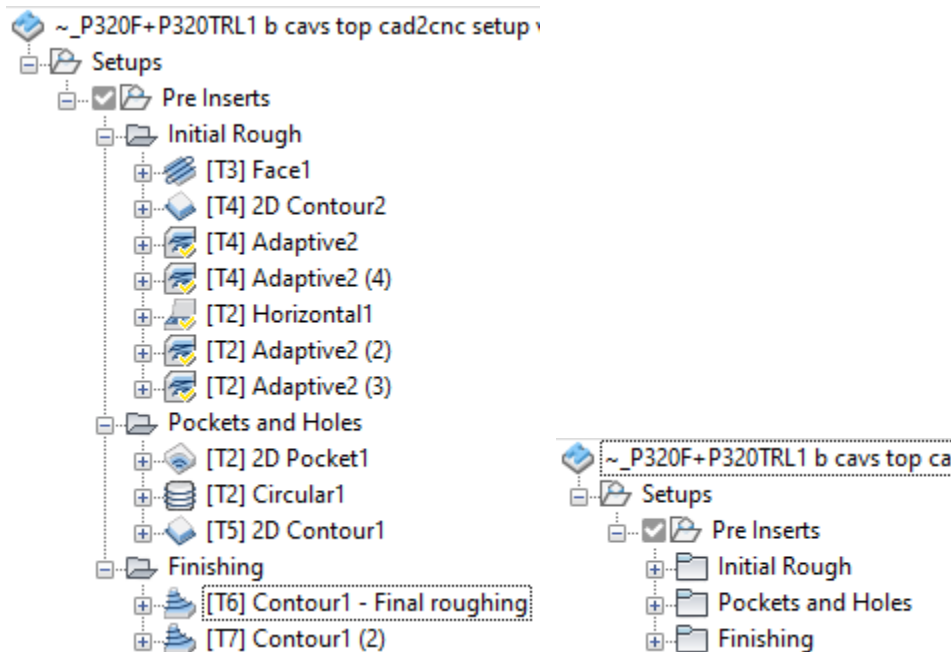 ~_P320F+P320TRL1 b cavs top cad2cnc setup
Setups
Pre Inserts
Initial Rough
[T3] Face1
[T4] 2D Contour2
[T4] Adaptive2
[T4] Adaptive2 (4)
[T2] Horizontal1
[T2] Adaptive2 (2)
[T2] Adaptive2 (3)
Pockets and Holes
[T2] 2D Pocket1
[T2] Circular1
[T5] 2D Contour1
Finishing
[T6] Contour1 - Final roughing
[T7] Contour1 (2)
~_P320F+P320TRL1 b cavs top ca
Setups
Pre Inserts
Initial Rough
Pockets and Holes
Finishing